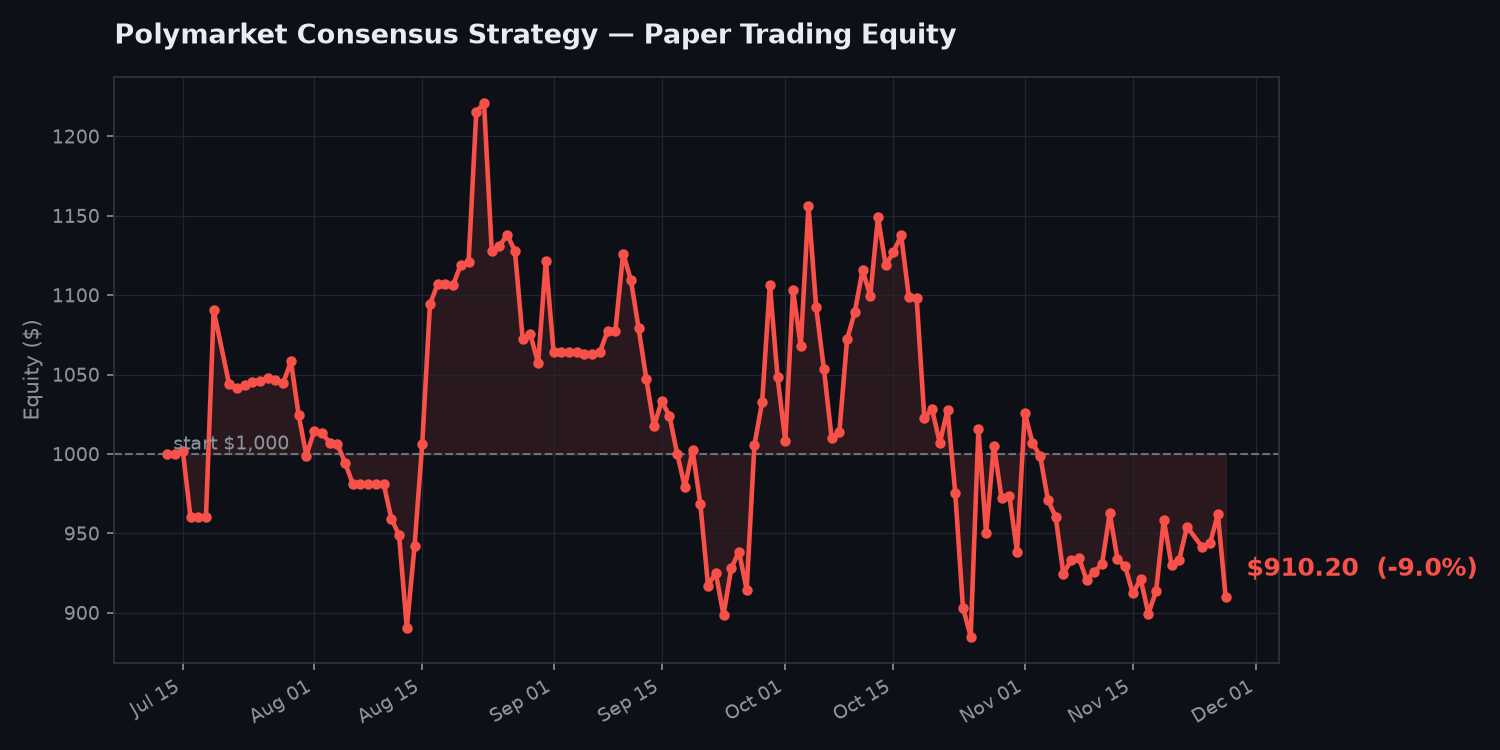 Polymarket Consensus Strategy — Paper Trading Equity
Equity ($)
1200
1150
1100
1050
1000
950
900
start $1,000
$910.20 (-9.0%)
Jul 15
Aug 01
Aug 15
Sep 01
Sep 15
Oct 01
Oct 15
Nov 01
Nov 15
Dec 01